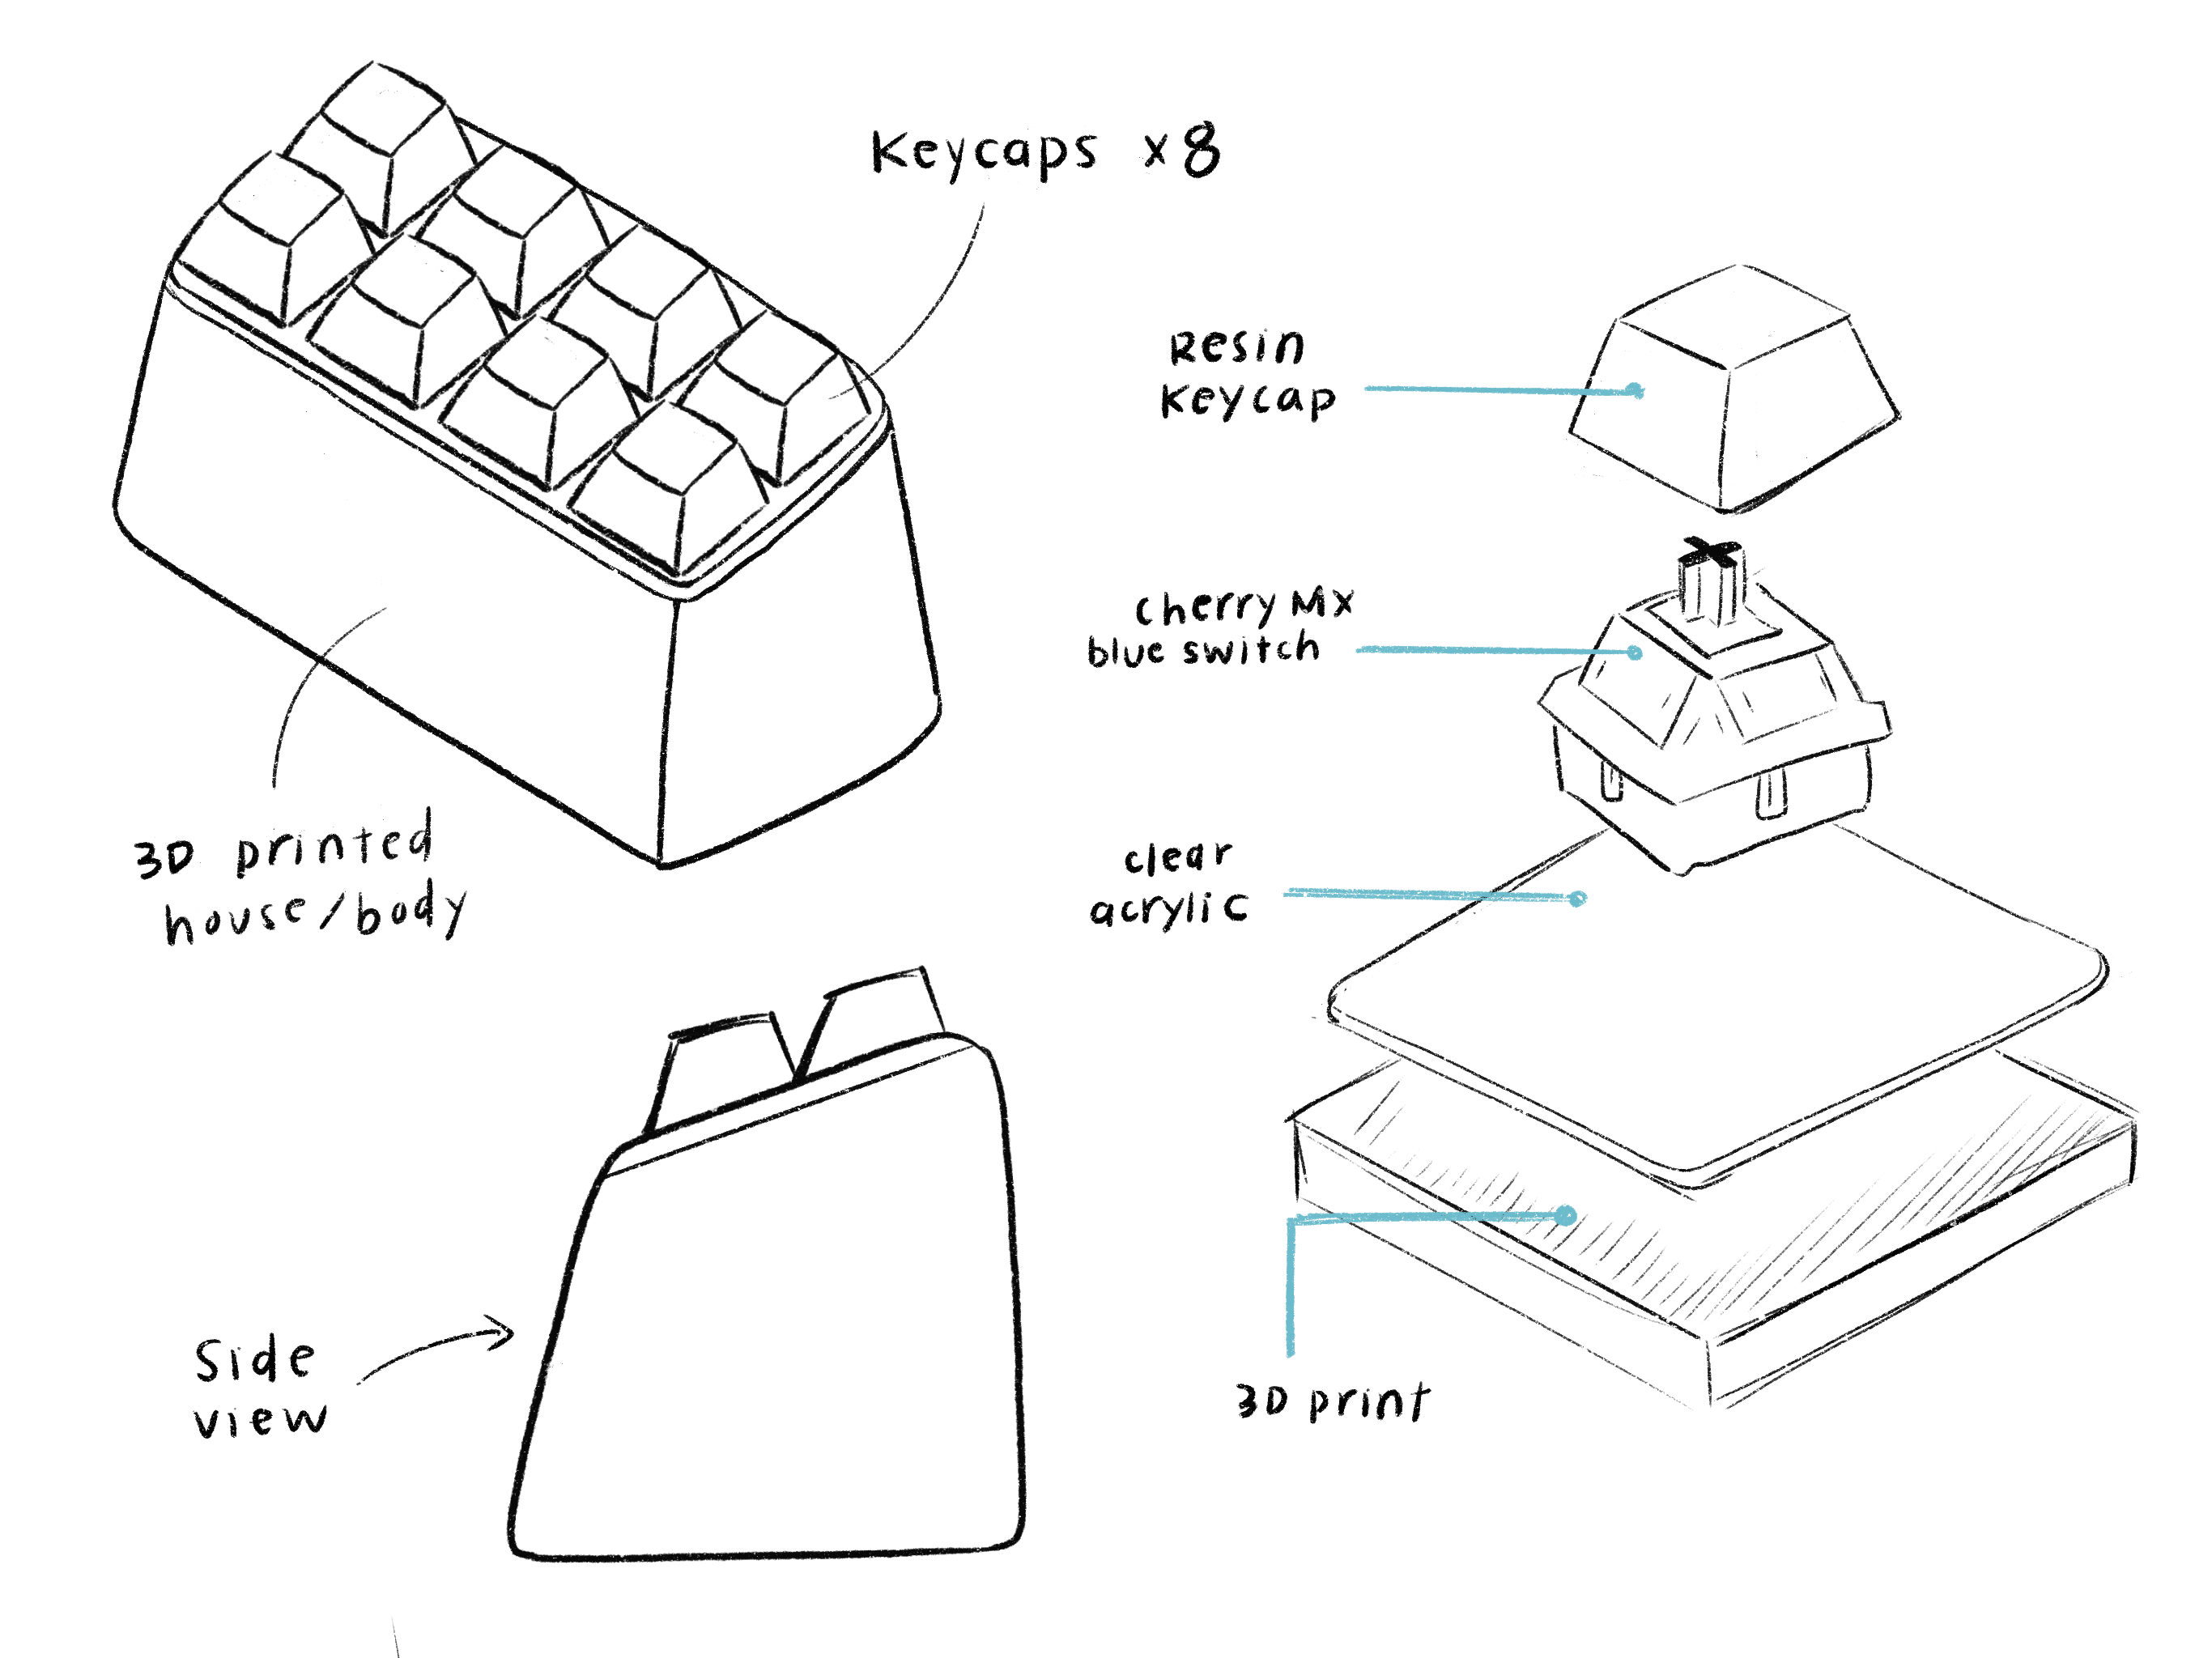 Keycaps x8
3D printed
house/body
Side
view
Resin
Keycap
cherry MX
blue switch
clear
acrylic
3D print